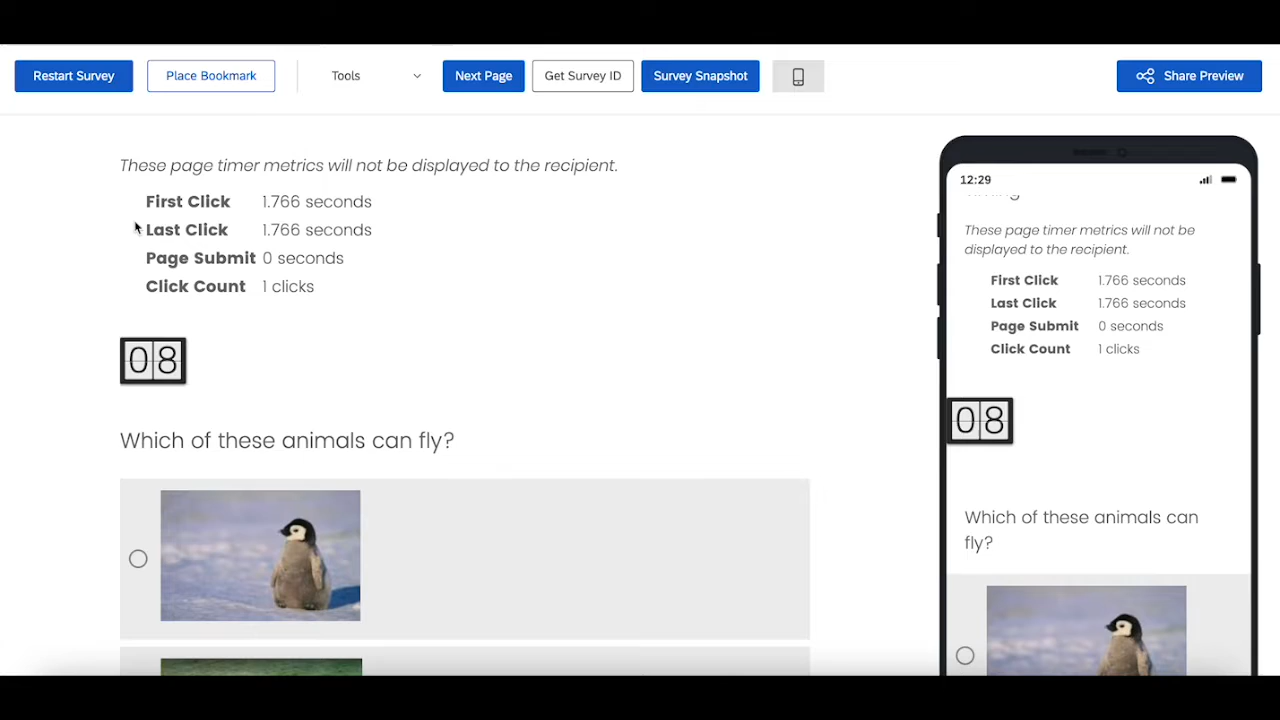 Restart Survey
Place Bookmark
Tools
Next Page
Get Survey ID
Survey Snapshot
Share Preview
These page timer metrics will not be displayed to the recipient.
First Click 1.766 seconds
Last Click 1.766 seconds
Page Submit 0 seconds
Click Count 1 clicks
08
Which of these animals can fly?
12:29
These page timer metrics will not be
displayed to the recipient.
First Click 1.766 seconds
Last Click 1.766 seconds
Page Submit 0 seconds
Click Count 1 clicks
08
Which of these animals can
fly?